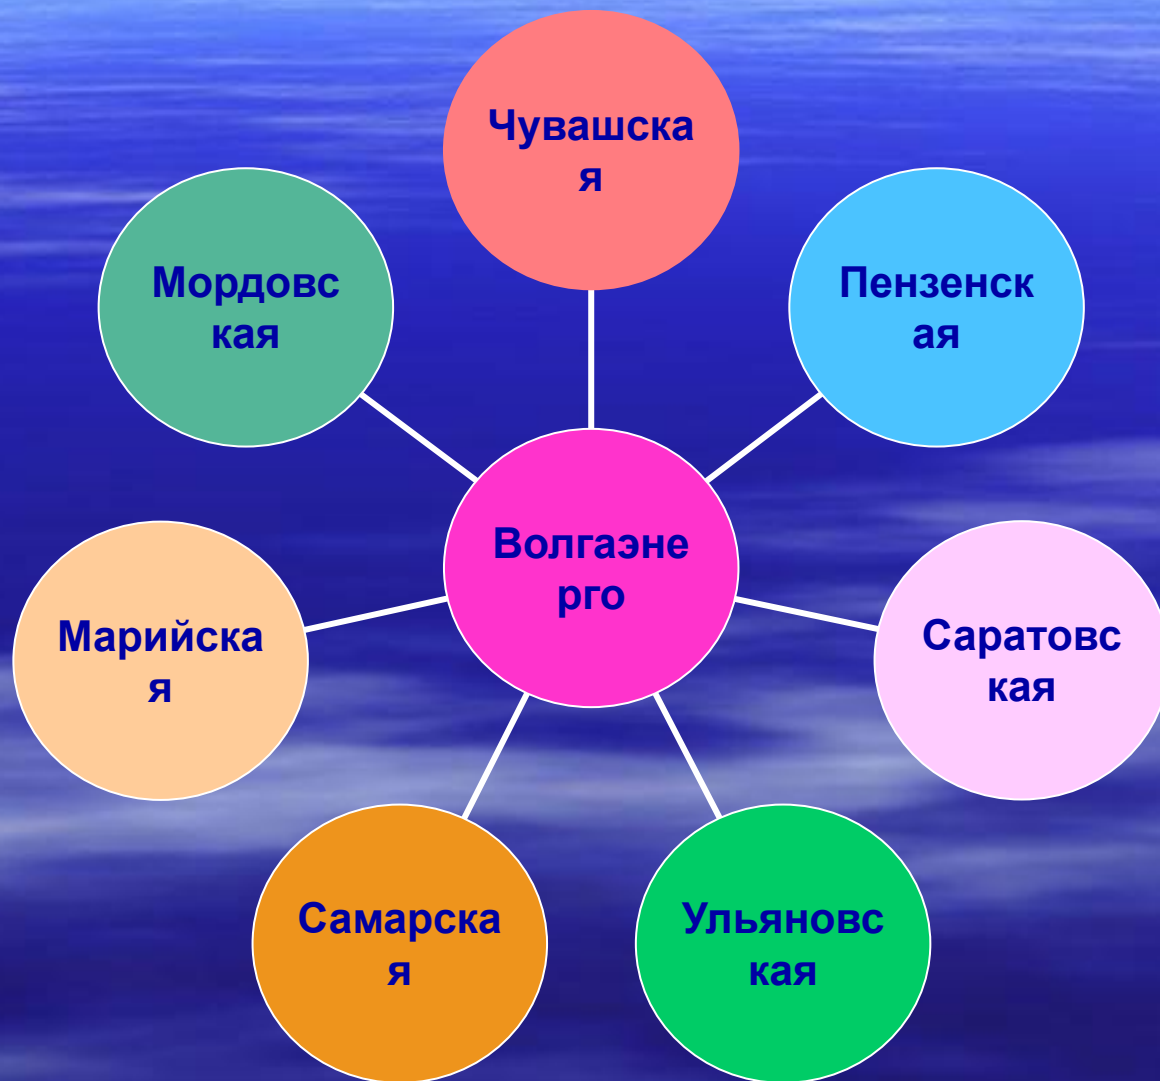 Чувашска
я
Мордовс
кая
Пензенск
ая
Волгаэне
рго
Марийска
я
Саратовс
кая
Самарска
я
Ульяновс
кая